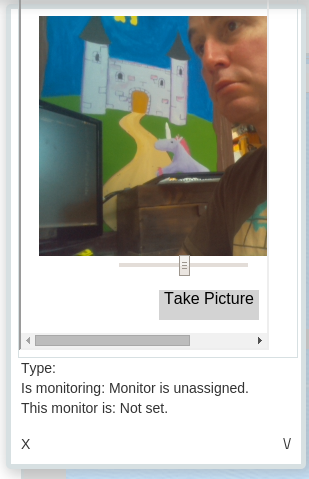 Take Picture
Type:
Is monitoring: Monitor is unassigned.
This monitor is: Not set.
X \/